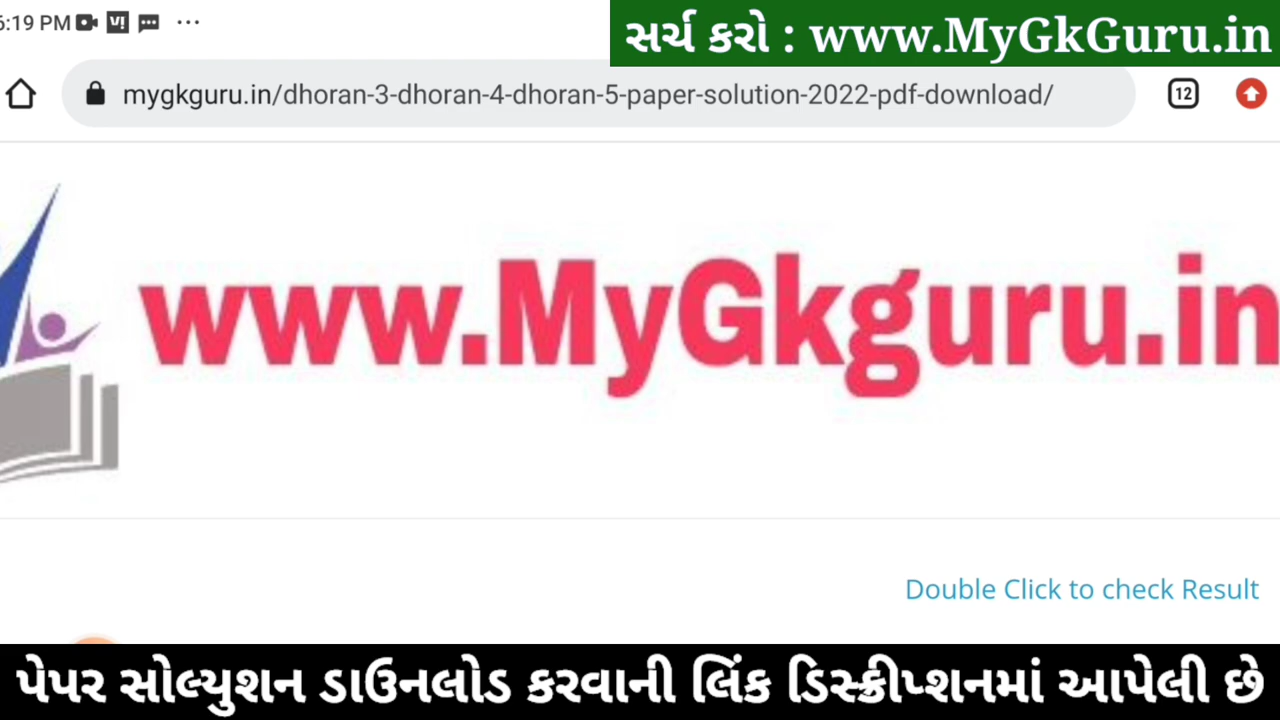 6:19 PM
સર્ચ કરો : www.MyGkGuru.in
mygkguru.in/dhoran-3-dhoran-4-dhoran-5-paper-solution-2022-pdf-download/
12
www.MyGkguru.in
Double Click to check Result
પેપર સોલ્યુશન ડાઉનલોડ કરવાની લિંક ડિસ્ક્રીપ્શનમાં આપેલી છે